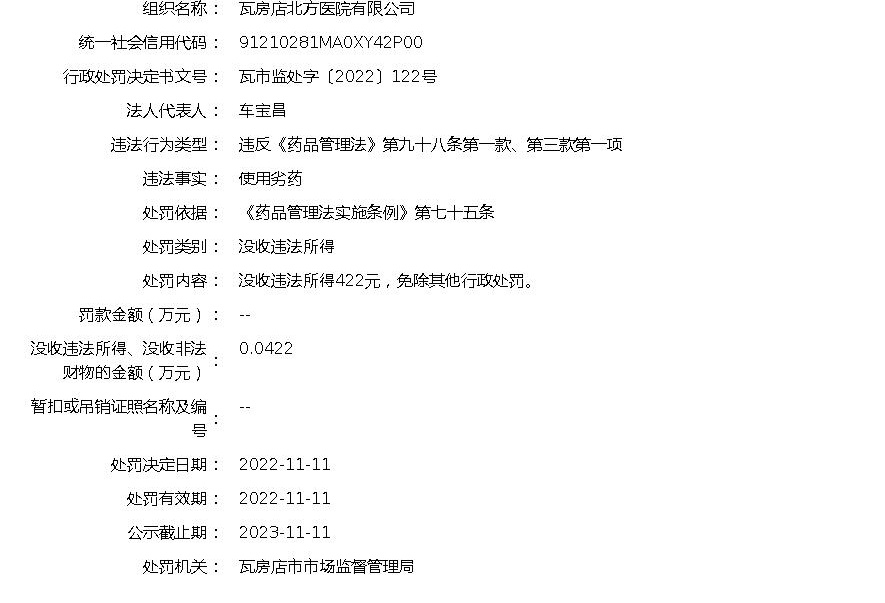 组织名称： 瓦房店北方医院有限公司
统一社会信用代码： 91210281MA0XY42P00
行政处罚决定书文号： 瓦市监处字〔2022〕122号
法人代表人： 车宝昌
违法行为类型： 违反《药品管理法》第九十八条第一款、第三款第一项
违法事实： 使用劣药
处罚依据： 《药品管理法实施条例》第七十五条
处罚类别： 没收违法所得
处罚内容： 没收违法所得422元，免除其他行政处罚。
罚款金额（万元）： --
没收违法所得、没收非法
财物的金额（万元）： 0.0422
暂扣或吊销证照名称及编
号： --
处罚决定日期： 2022-11-11
处罚有效期： 2022-11-11
公示截止期： 2023-11-11
处罚机关： 瓦房店市市场监督管理局